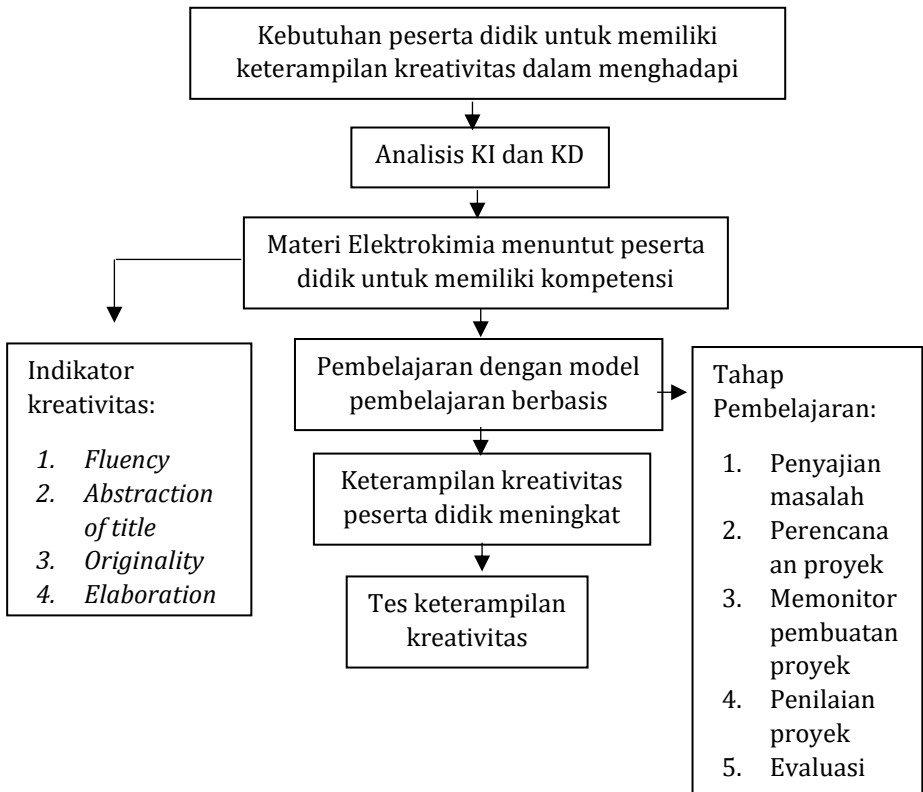 Kebutuhan peserta didik untuk memiliki
keterampilan kreativitas dalam menghadapi
Analisis KI dan KD
Materi Elektrokimia menuntut peserta
didik untuk memiliki kompetensi
Indikator
kreativitas:
1. Fluency
2. Abstraction
of title
3. Originality
4. Elaboration
Pembelajaran dengan model
pembelajaran berbasis
Keterampilan kreativitas
peserta didik meningkat
Tes keterampilan
kreativitas
Tahap
Pembelajaran:
1. Penyajian
masalah
2. Perencana
an proyek
3. Memonitor
pembuatan
proyek
4. Penilaian
proyek
5. Evaluasi